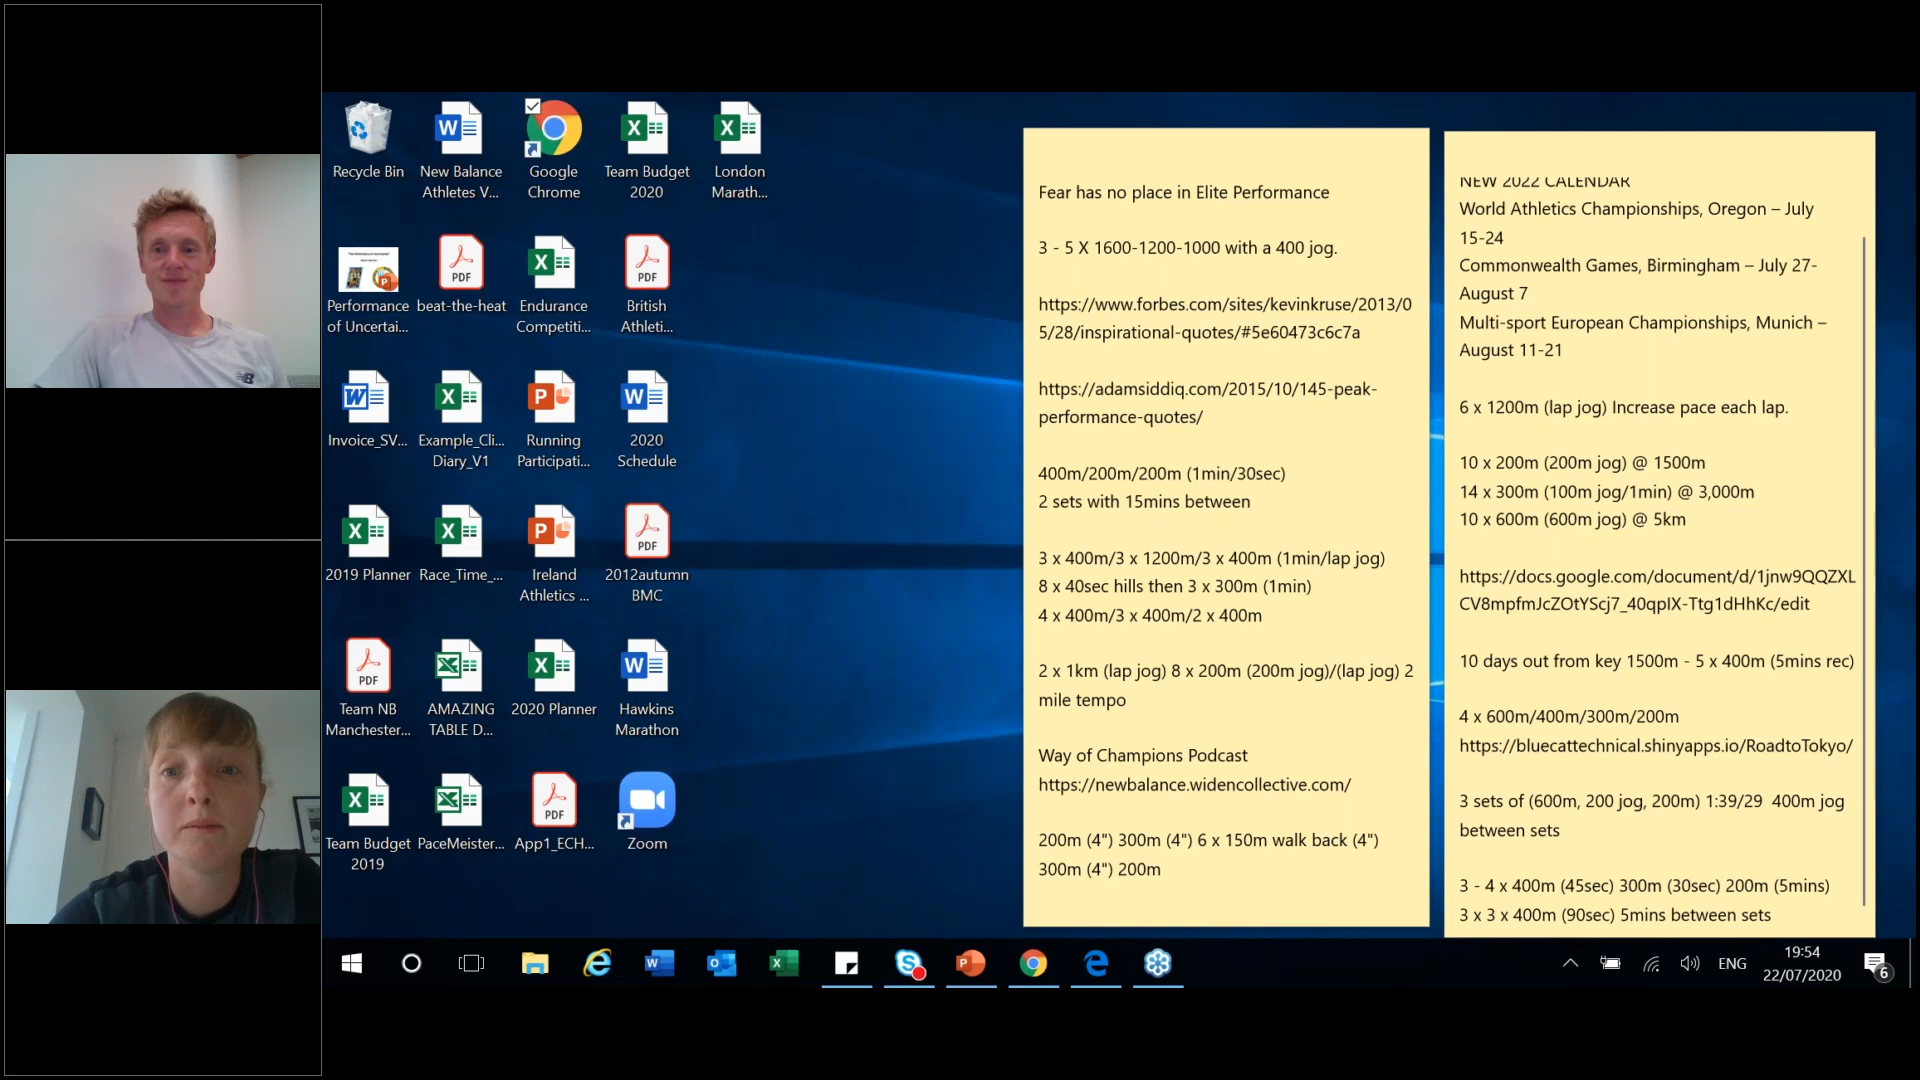 Recycle Bin
New Balance
Athletes V...
Google
Chrome
Team Budget
2020
London
Marath...
Performance
of Uncertai...
beat-the-heat
Endurance
Competiti...
British
Athleti...
Invoice_SV...
Example_Cli...
Diary_V1
Running
Participati...
2020
Schedule
2019 Planner
Race_Time_...
Ireland
Athletics ...
2012autumn
BMC
Team NB
Manchester...
AMAZING
TABLE D...
2020 Planner
Hawkins
Marathon
Team Budget
2019
PaceMeister...
App1_ECH...
Zoom
PDF
PDF
PDF
PDF
PDF
Fear has no place in Elite Performance
3 - 5 X 1600-1200-1000 with a 400 jog.
https://www.forbes.com/sites/kevinkruse/2013/0
5/28/inspirational-quotes/#5e60473c6c7a
https://adamsiddiq.com/2015/10/145-peak-
performance-quotes/
400m/200m/200m (1min/30sec)
2 sets with 15mins between
3 x 400m/3 x 1200m/3 x 400m (1min/lap jog)
8 x 40sec hills then 3 x 300m (1min)
4 x 400m/3 x 400m/2 x 400m
2 x 1km (lap jog) 8 x 200m (200m jog)/(lap jog) 2
mile tempo
Way of Champions Podcast
https://newbalance.widencollective.com/
200m (4") 300m (4") 6 x 150m walk back (4")
300m (4") 200m
NEW 2022 CALENDAR
World Athletics Championships, Oregon – July
15-24
Commonwealth Games, Birmingham – July 27-
August 7
Multi-sport European Championships, Munich –
August 11-21
6 x 1200m (lap jog) Increase pace each lap.
10 x 200m (200m jog) @ 1500m
14 x 300m (100m jog/1min) @ 3,000m
10 x 600m (600m jog) @ 5km
https://docs.google.com/document/d/1jnw9QQZXL
CV8mpfmJcZOtYScj7_40qpIX-Ttg1dHhKc/edit
10 days out from key 1500m - 5 x 400m (5mins rec)
4 x 600m/400m/300m/200m
https://bluecattechnical.shinyapps.io/RoadtoTokyo/
3 sets of (600m, 200 jog, 200m) 1:39/29  400m jog
between sets
3 - 4 x 400m (45sec) 300m (30sec) 200m (5mins)
3 x 3 x 400m (90sec) 5mins between sets
ENG
19:54
22/07/2020
6